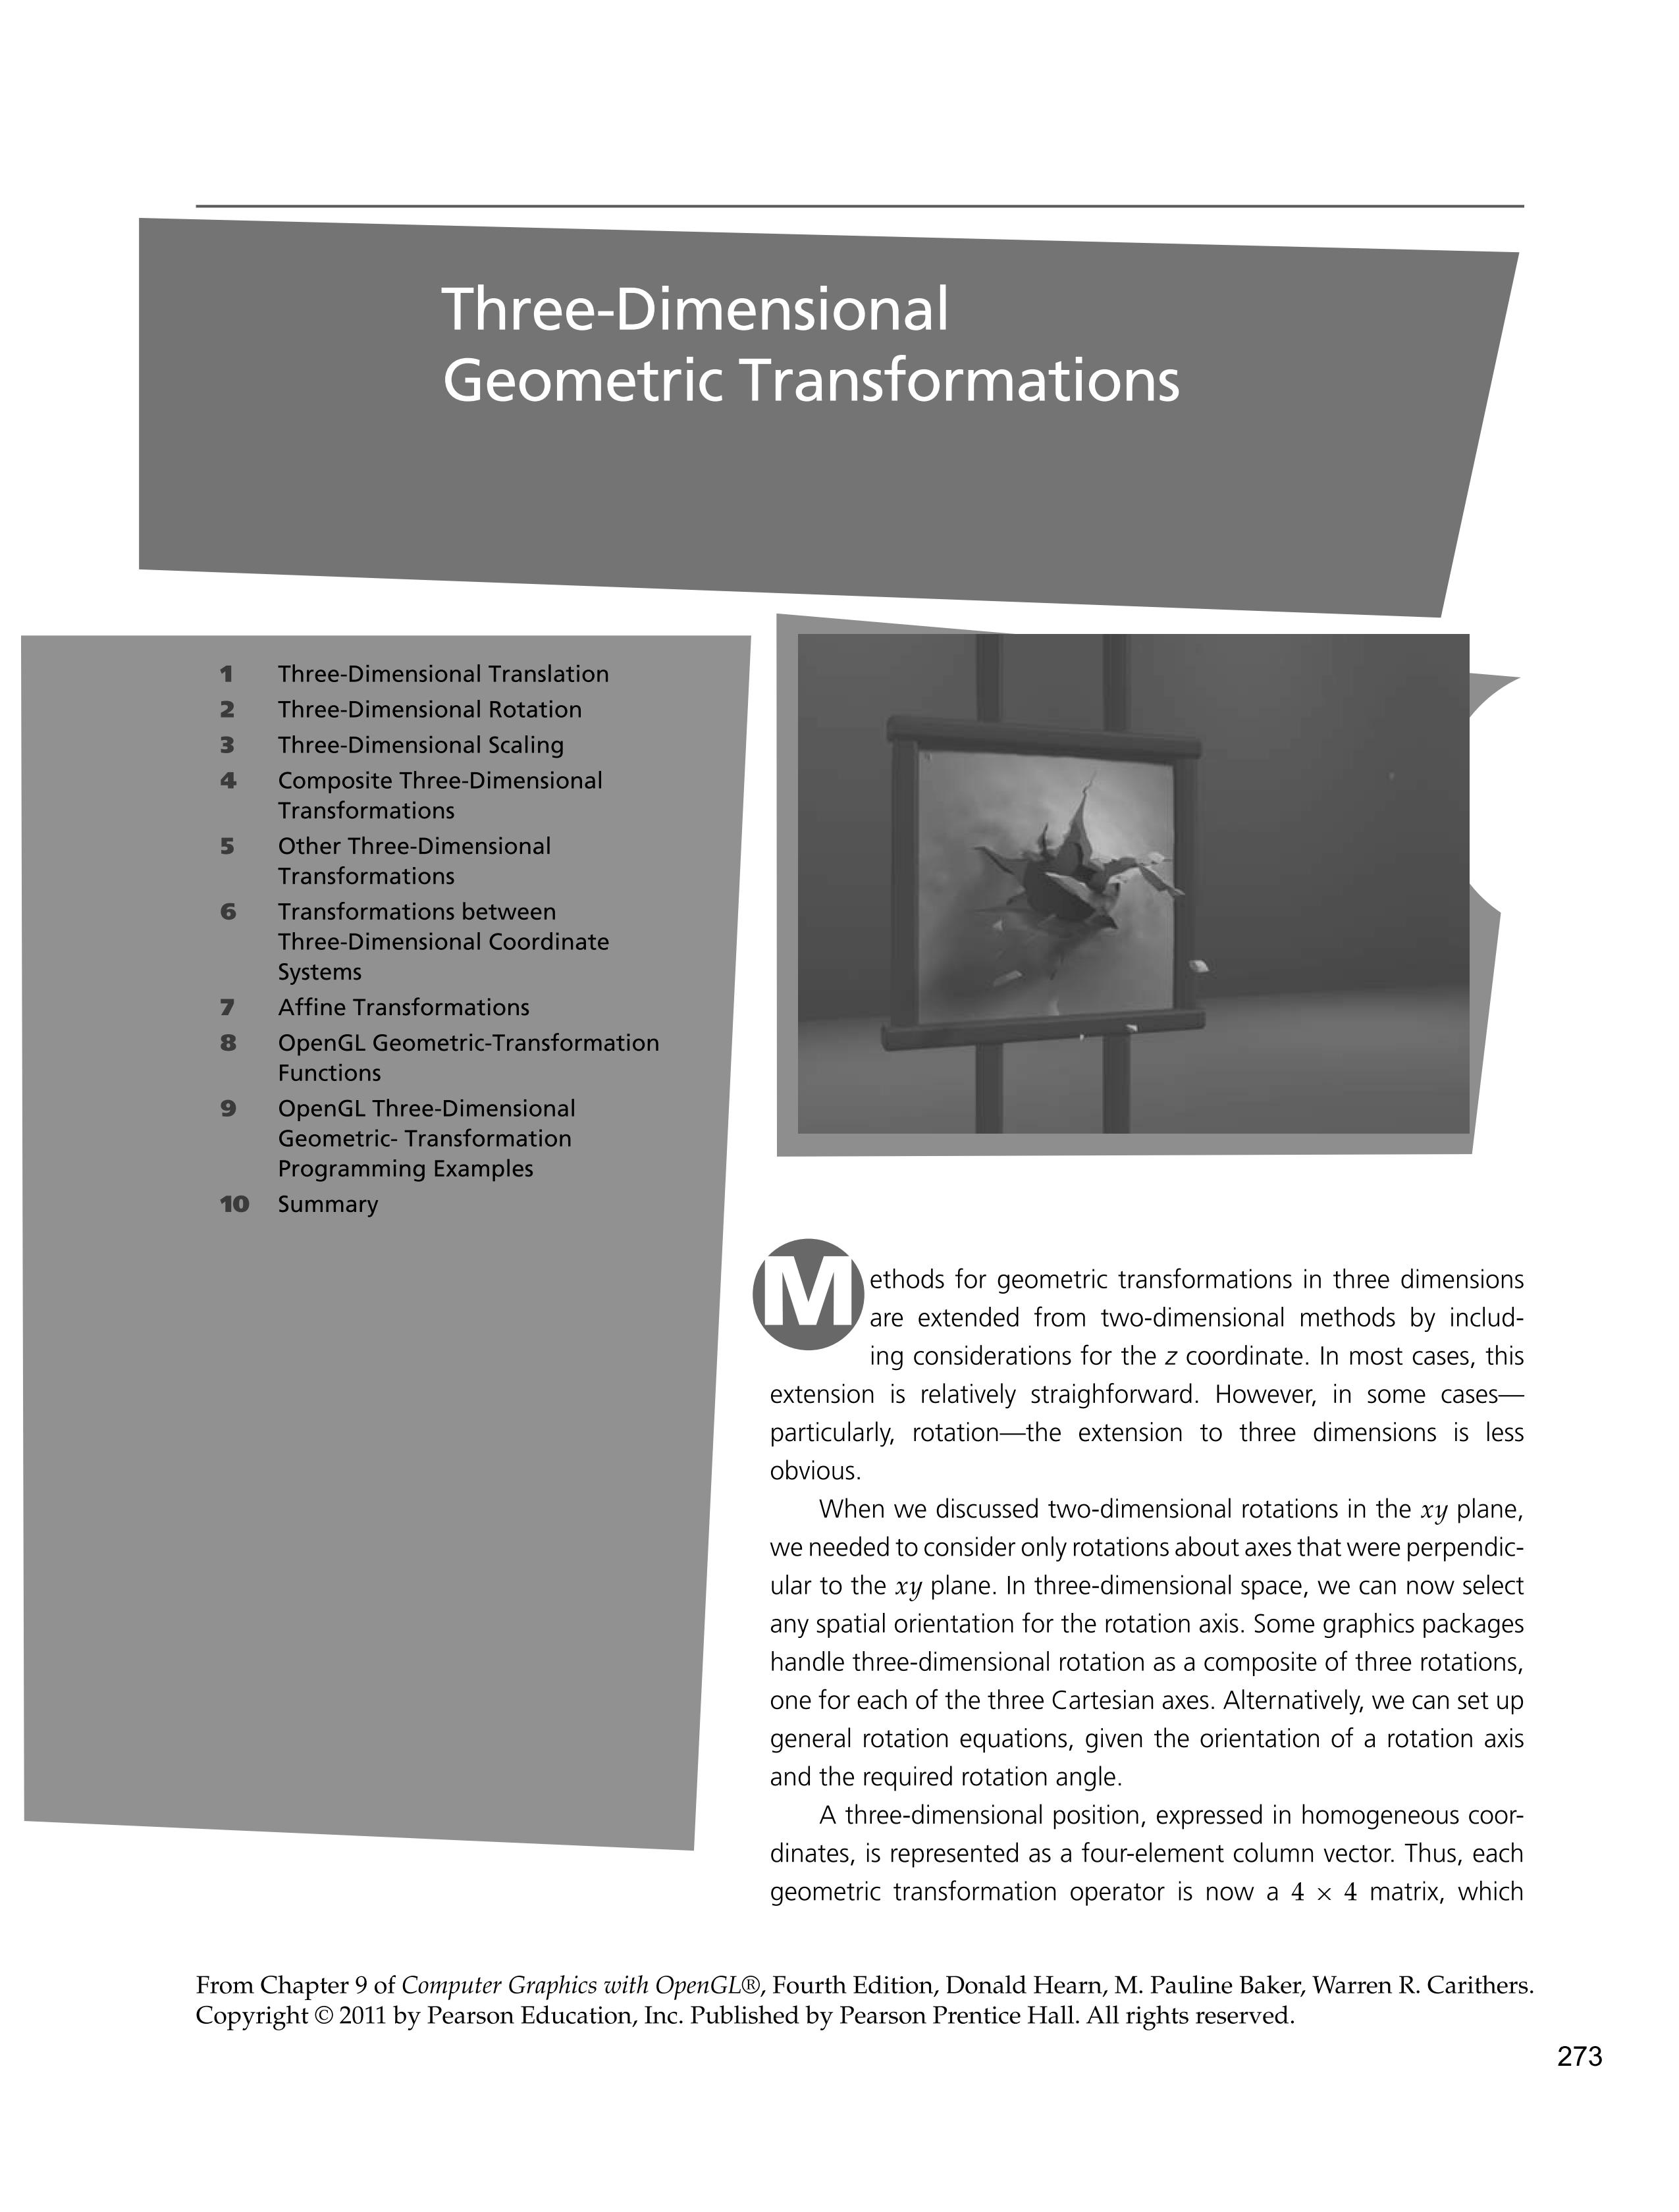 Three-Dimensional
Geometric Transformations
1 Three-Dimensional Translation
2 Three-Dimensional Rotation
3 Three-Dimensional Scaling
4 Composite Three-Dimensional
Transformations
5 Other Three-Dimensional
Transformations
6 Transformations between
Three-Dimensional Coordinate
Systems
7 Affine Transformations
8 OpenGL Geometric-Transformation
Functions
9 OpenGL Three-Dimensional
Geometric- Transformation
Programming Examples
10 Summary
Methods for geometric transformations in three dimensions
are extended from two-dimensional methods by includ-
ing considerations for the z coordinate. In most cases, this
extension is relatively straighforward. However, in some cases—
particularly, rotation—the extension to three dimensions is less
obvious.
When we discussed two-dimensional rotations in the xy plane,
we needed to consider only rotations about axes that were perpendic-
ular to the xy plane. In three-dimensional space, we can now select
any spatial orientation for the rotation axis. Some graphics packages
handle three-dimensional rotation as a composite of three rotations,
one for each of the three Cartesian axes. Alternatively, we can set up
general rotation equations, given the orientation of a rotation axis
and the required rotation angle.
A three-dimensional position, expressed in homogeneous coor-
dinates, is represented as a four-element column vector. Thus, each
geometric transformation operator is now a 4 × 4 matrix, which
From Chapter 9 of Computer Graphics with OpenGL®, Fourth Edition, Donald Hearn, M. Pauline Baker, Warren R. Carithers.
Copyright © 2011 by Pearson Education, Inc. Published by Pearson Prentice Hall. All rights reserved.
273